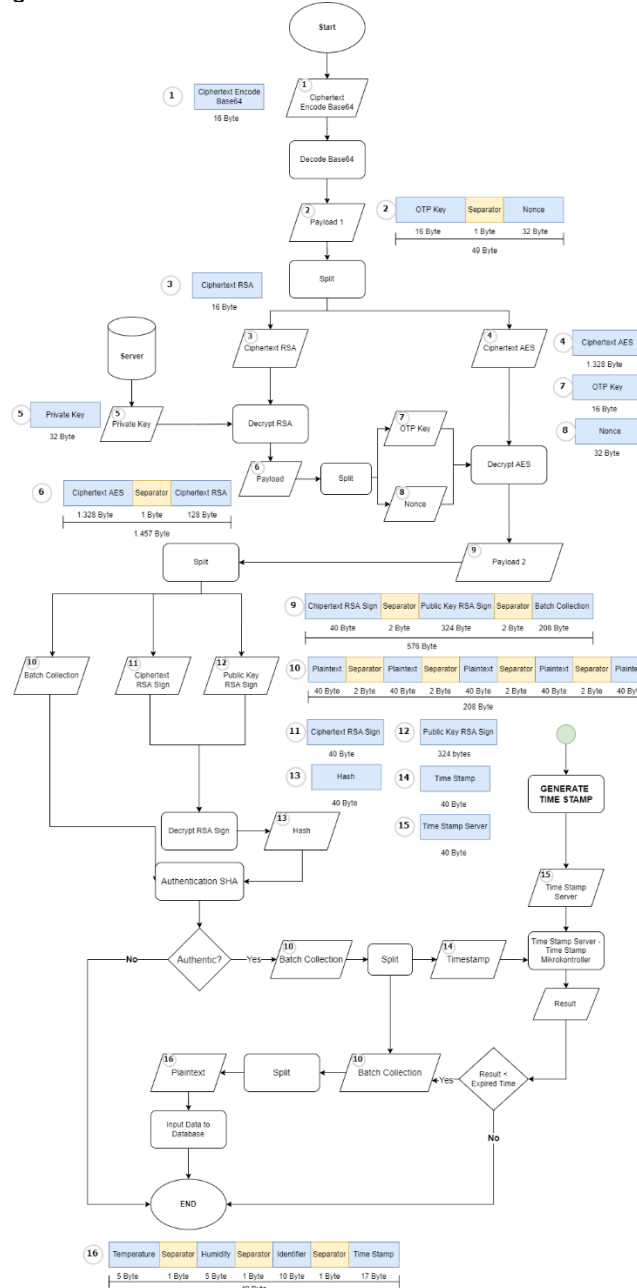 Start
1
Ciphertext Encode
Base64
16 Byte
1
Ciphertext
Encode Base64
Decode Base64
2
Payload 1
2
OTP Key
Separator
Nonce
16 Byte
1 Byte
32 Byte
49 Byte
Split
3
Ciphertext RSA
16 Byte
3
Ciphertext RSA
4
Ciphertext AES
4
Ciphertext AES
1.328 Byte
7
OTP Key
16 Byte
8
Nonce
32 Byte
Server
5
Private Key
32 Byte
5
Private Key
Decrypt RSA
7
OTP Key
6
Payload
Split
8
Nonce
Decrypt AES
6
Ciphertext AES
Separator
Ciphertext RSA
1.328 Byte
1 Byte
128 Byte
1.457 Byte
9
Payload 2
Split
9
Chipertext RSA Sign
Separator
Public Key RSA Sign
Separator
Batch Collection
40 Byte
2 Byte
324 Byte
2 Byte
208 Byte
576 Byte
10
Batch Collection
11
Ciphertext
RSA Sign
12
Public Key
RSA Sign
10
Plaintext
Separator
Plaintext
Separator
Plaintext
Separator
Plaintext
Separator
40 Byte
2 Byte
40 Byte
2 Byte
40 Byte
2 Byte
40 Byte
2 Byte
208 Byte
11
Ciphertext RSA Sign
40 Byte
12
Public Key RSA Sign
324 bytes
13
Hash
40 Byte
14
Time Stamp
40 Byte
15
Time Stamp Server
40 Byte
GENERATE
TIME STAMP
Decrypt RSA Sign
13
Hash
Authentication SHA
15
Time Stamp
Server
Authentic?
No
Yes
10
Batch Collection
Split
14
Timestamp
Time Stamp Server -
Time Stamp
Mikrokontroller
Result
16
Plaintext
Split
10
Batch Collection
Yes
Result <
Expired Time
No
Input Data to
Database
END
16
Temperature
Separator
Humidity
Separator
Identifier
Separator
Time Stamp
5 Byte
1 Byte
5 Byte
1 Byte
10 Byte
1 Byte
17 Byte